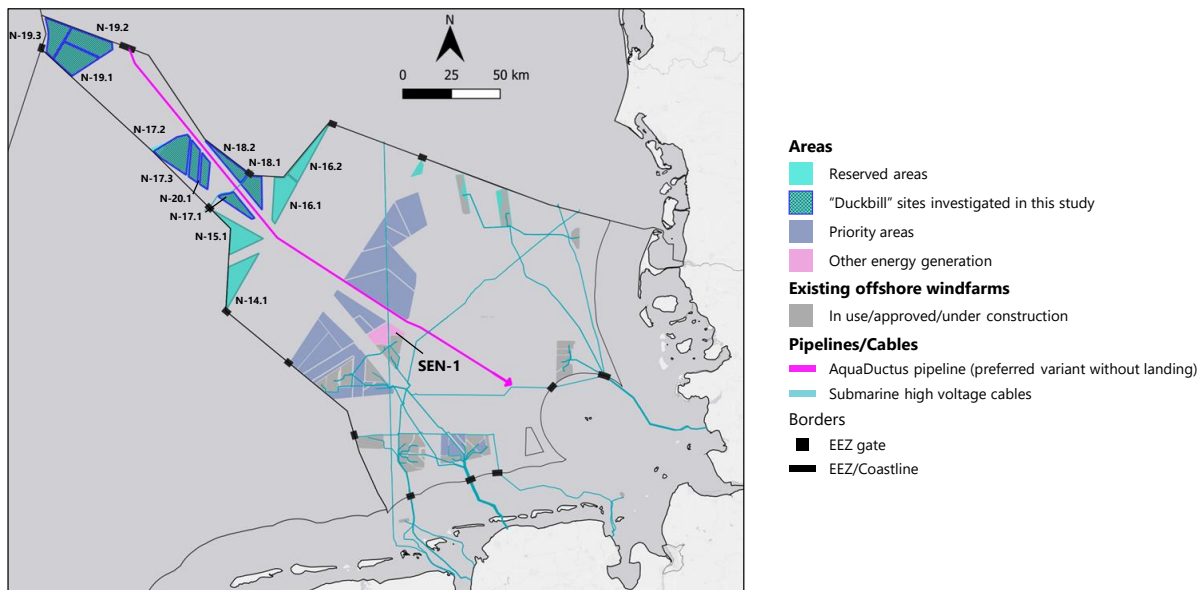 N
0 25 50 km
N-19.3
N-19.2
N-19.1
N-17.2
N-18.2
N-18.1
N-16.2
N-17.3
N-20.1
N-16.1
N-17.1
N-15.1
N-14.1
SEN-1
Areas
Reserved areas
“Duckbill” sites investigated in this study
Priority areas
Other energy generation
Existing offshore windfarms
In use/approved/under construction
Pipelines/Cables
AquaDuctus pipeline (preferred variant without landing)
Submarine high voltage cables
Borders
EEZ gate
EEZ/Coastline